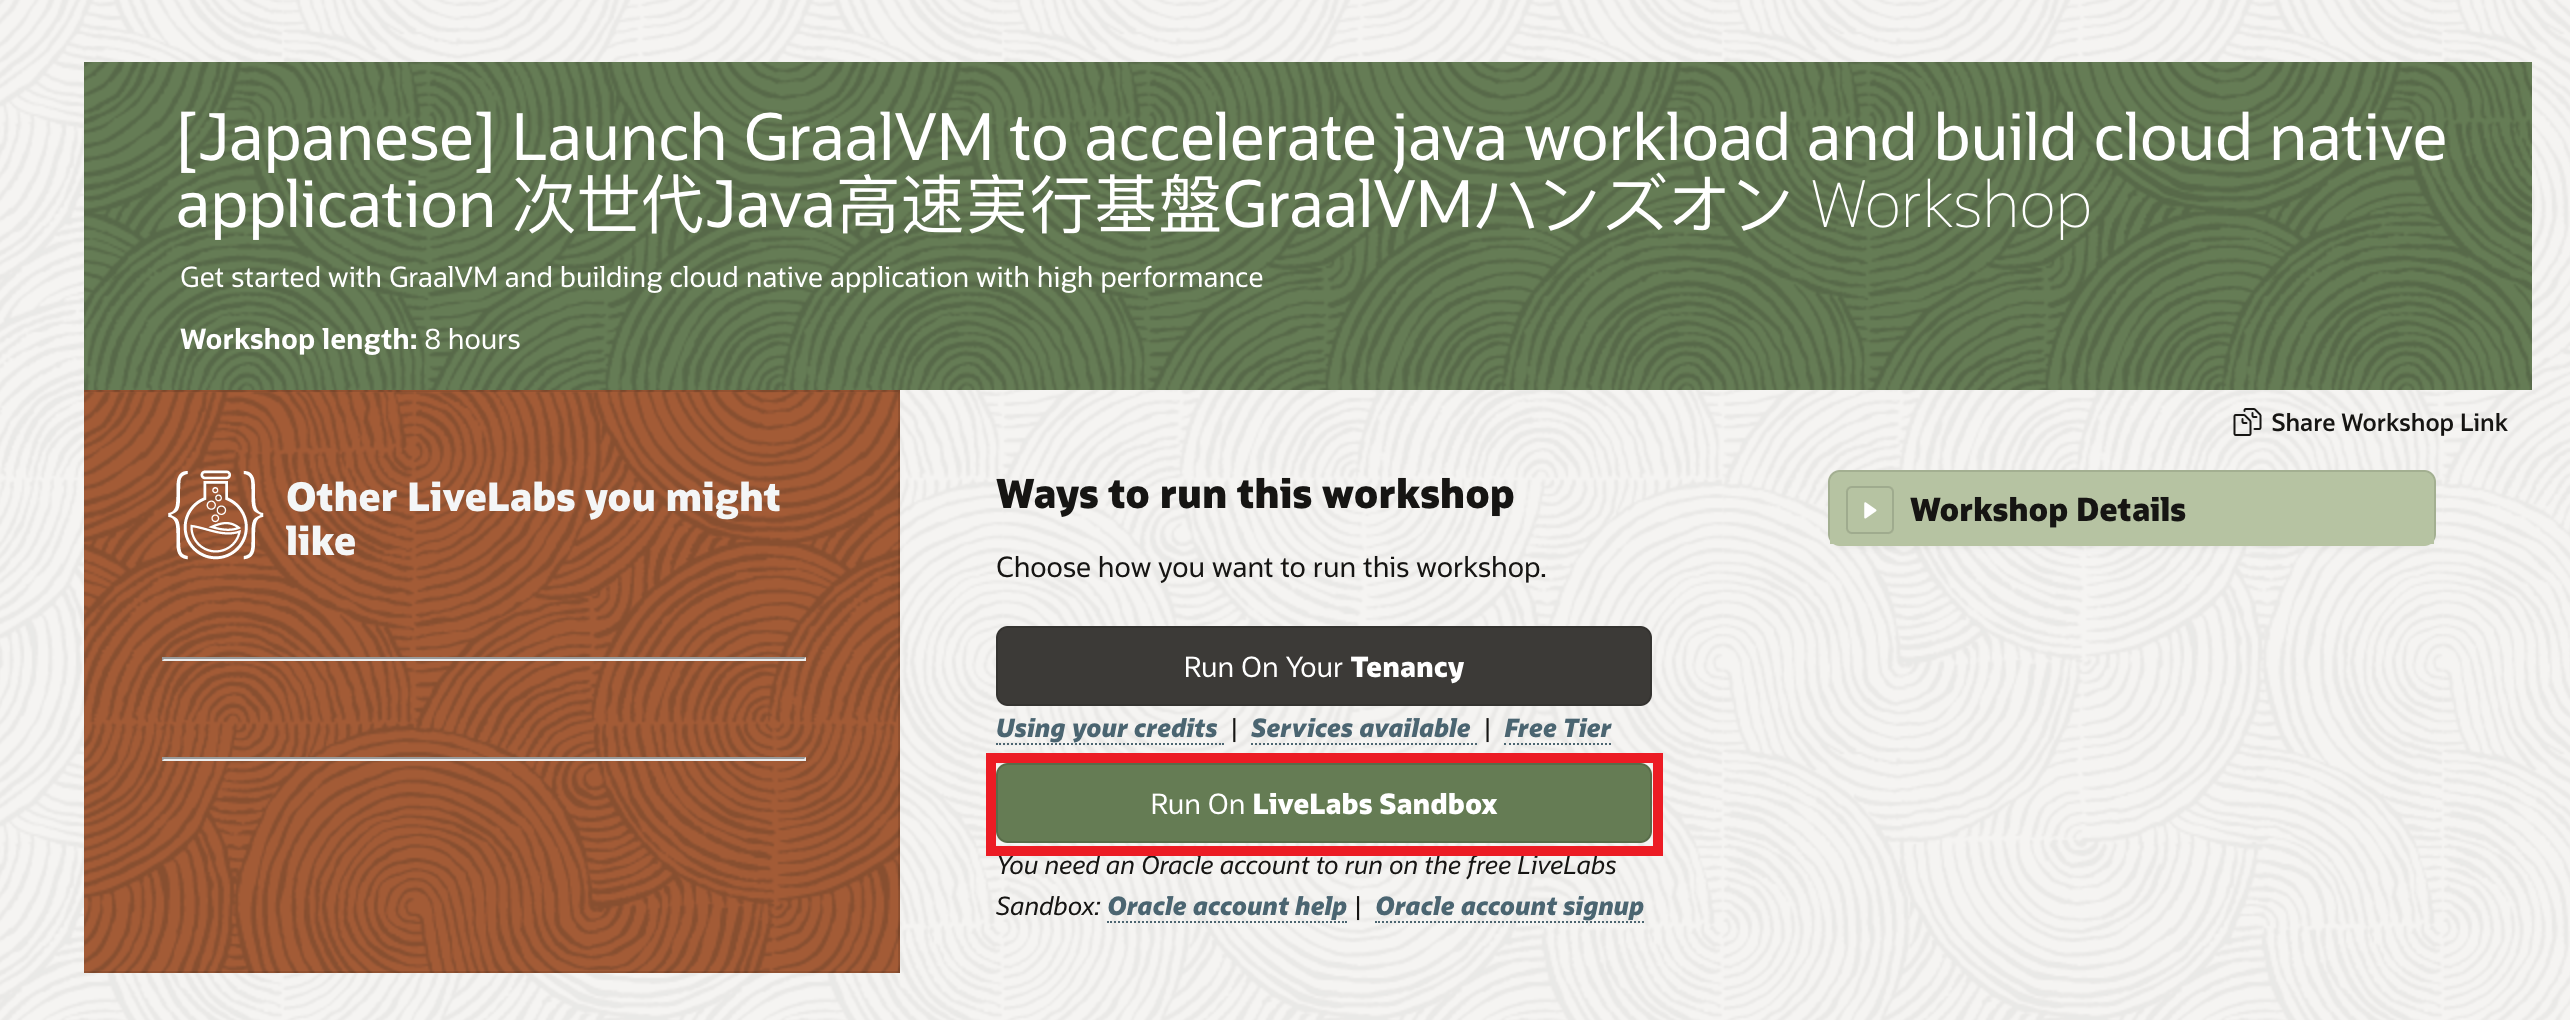 [Japanese] Launch GraalVM to accelerate java workload and build cloud native
application 次世代Java高速実行基盤GraalVMハンズオン Workshop
Get started with GraalVM and building cloud native application with high performance
Workshop length: 8 hours
Share Workshop Link
Other LiveLabs you might
like
Ways to run this workshop
Choose how you want to run this workshop.
Run On Your Tenancy
Using your credits | Services available | Free Tier
Run On LiveLabs Sandbox
You need an Oracle account to run on the free LiveLabs
Sandbox: Oracle account help | Oracle account signup
Workshop Details